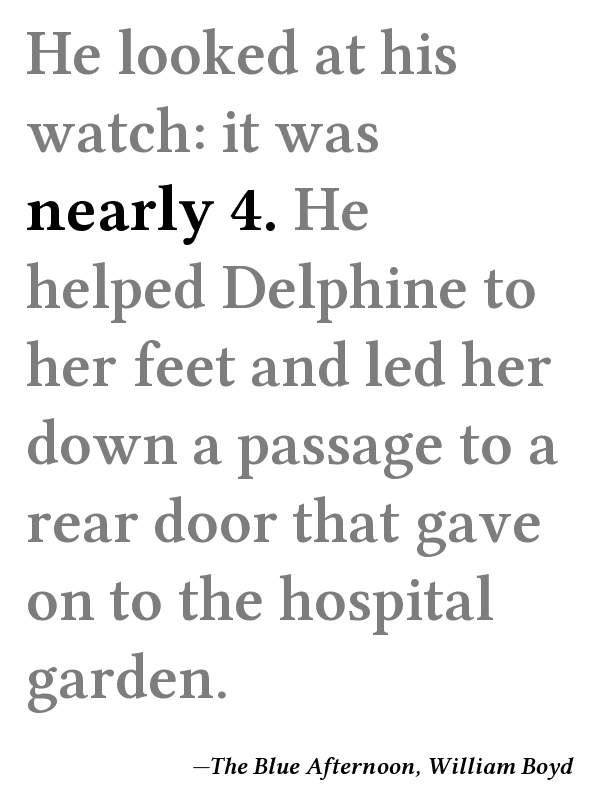 He looked at his
watch: it was
nearly 4. He
helped Delphine to
her feet and led her
down a passage to a
rear door that gave
on to the hospital
garden.
—The Blue Afternoon, William Boyd